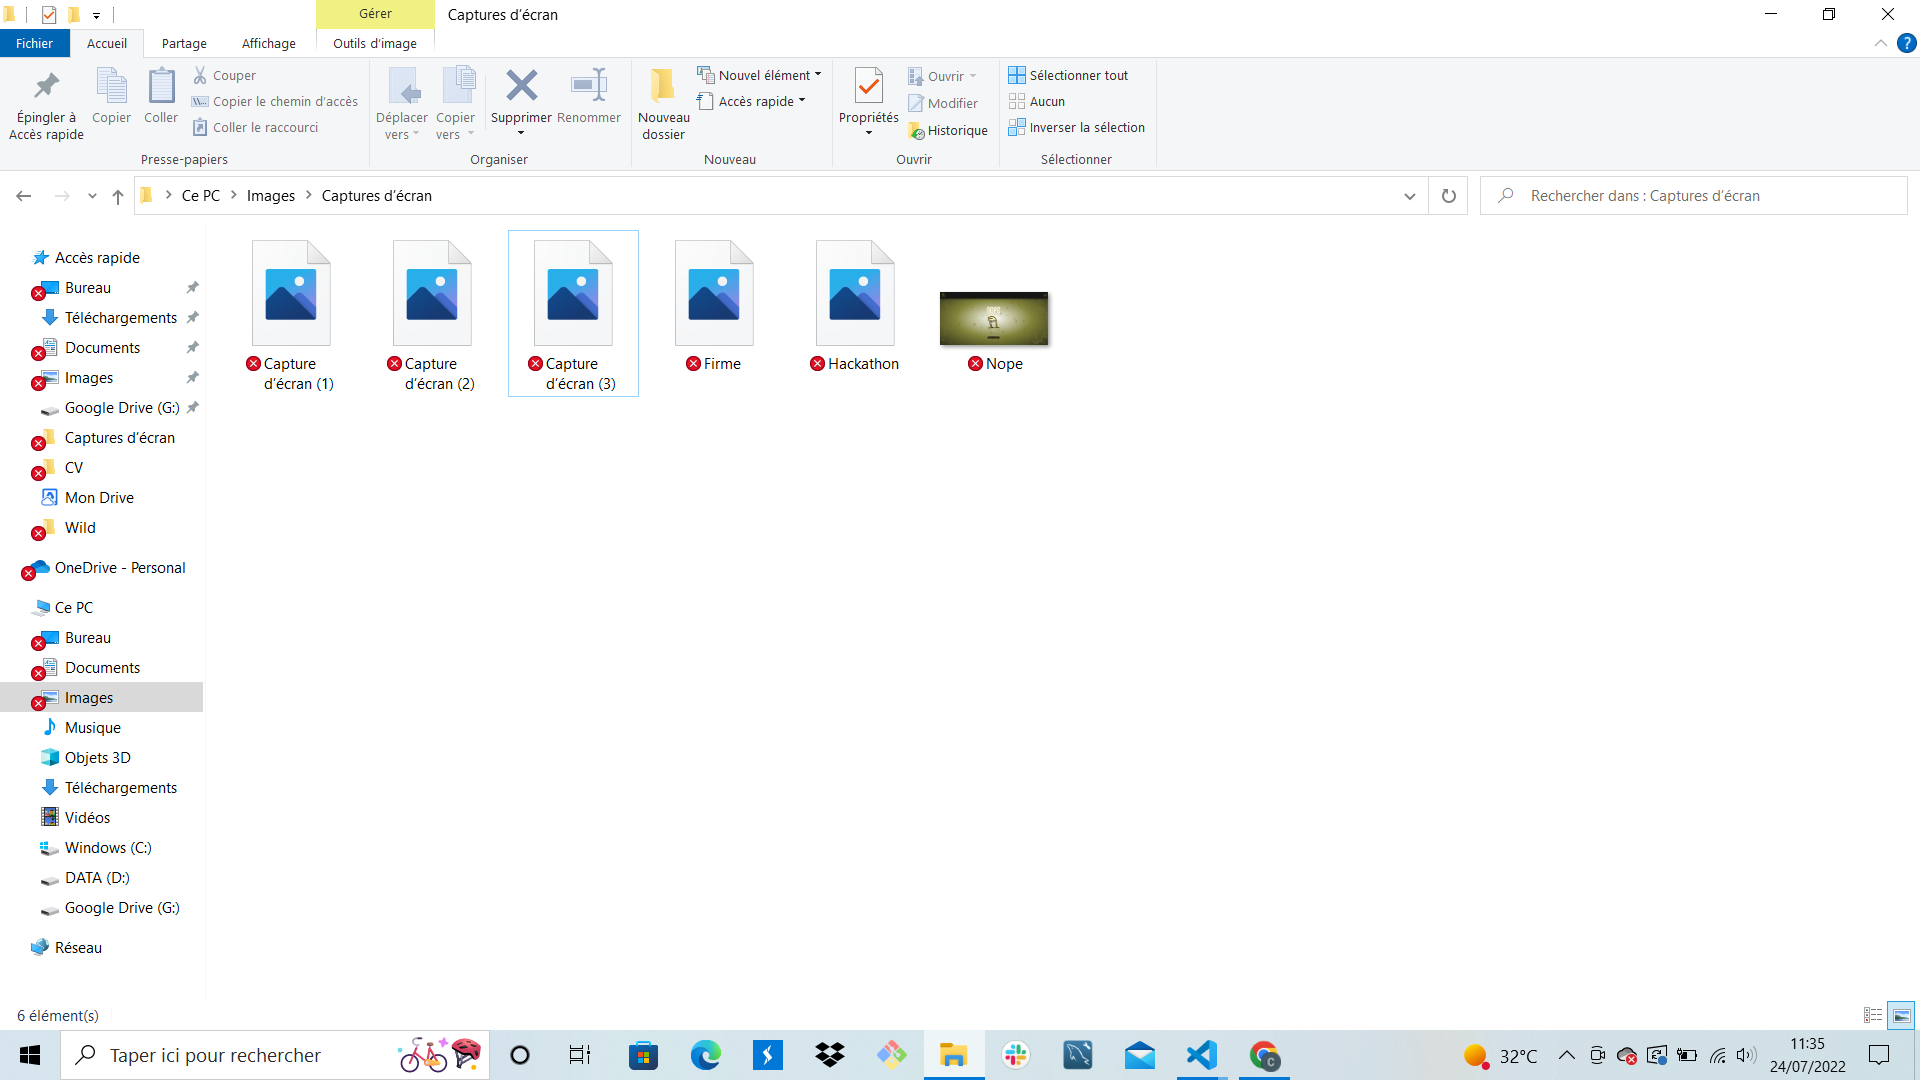 Gérer
Captures d'écran
Fichier
Accueil
Partage
Affichage
Outils d'image
?
Épingler à
Accès rapide
Copier
Coller
Couper
Copier le chemin d'accès
Coller le raccourci
Presse-papiers
Déplacer
vers
Copier
vers
Supprimer
Renommer
Organiser
Nouveau
dossier
Nouvel élément
Accès rapide
Nouveau
Propriétés
Ouvrir
Modifier
Historique
Ouvrir
Sélectionner tout
Aucun
Inverser la sélection
Sélectionner
Ce PC
Images
Captures d'écran
Rechercher dans : Captures d'écran
Accès rapide
Bureau
Téléchargements
Documents
Images
Google Drive (G:)
Captures d'écran
CV
Mon Drive
Wild
OneDrive - Personal
Ce PC
Bureau
Documents
Images
Musique
Objets 3D
Téléchargements
Vidéos
Windows (C:)
DATA (D:)
Google Drive (G:)
Réseau
Capture
d'écran (1)
Capture
d'écran (2)
Capture
d'écran (3)
Firme
Hackathon
Nope
6 élément(s)
Taper ici pour rechercher
32°C
11:35
24/07/2022